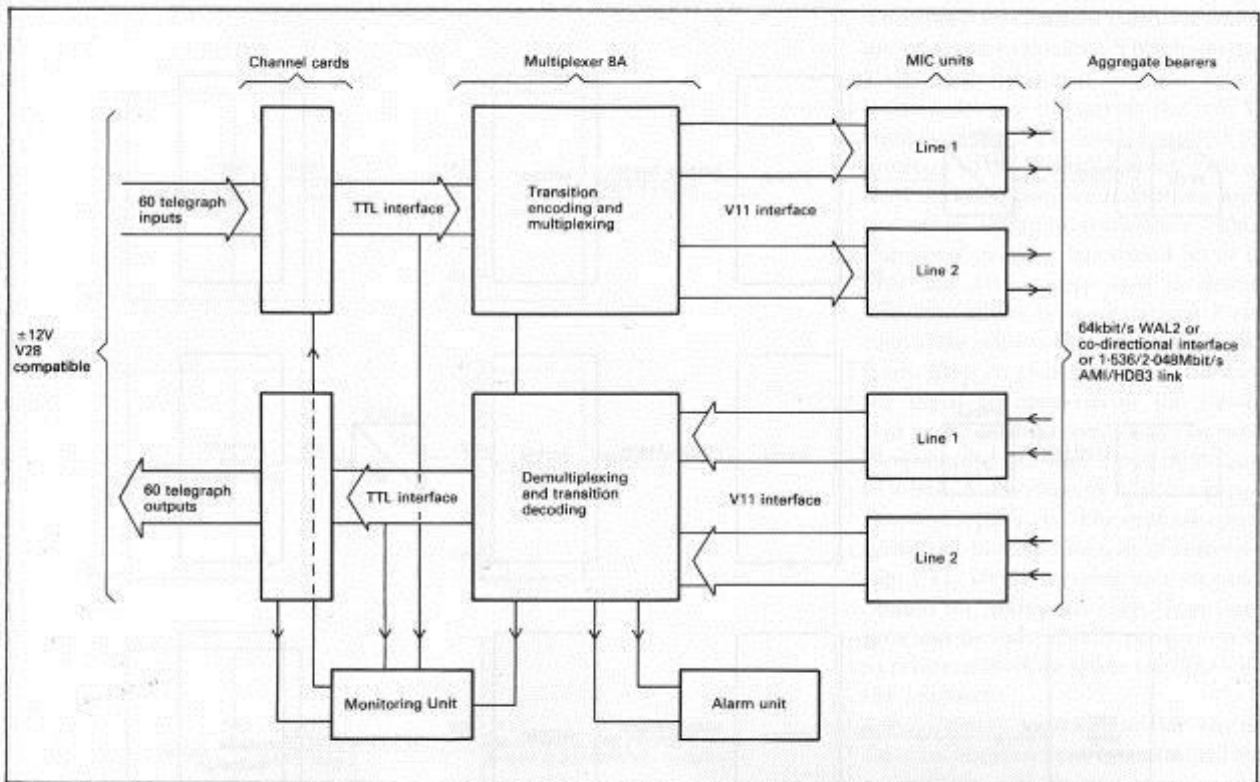 Channel cards
Multiplexer 8A
MIC units
Aggregate bearers
60 telegraph
inputs
TTL interface
Transition
encoding and
multiplexing
V11 interface
Line 1
Line 2
±12V
V28
compatible
64kbit/s WAL2 or
co-directional interface
or 1·536/2·048Mbit/s
AMI/HDB3 link
60 telegraph
outputs
TTL interface
Demultiplexing
and transition
decoding
V11 interface
Line 1
Line 2
Monitoring Unit
Alarm unit